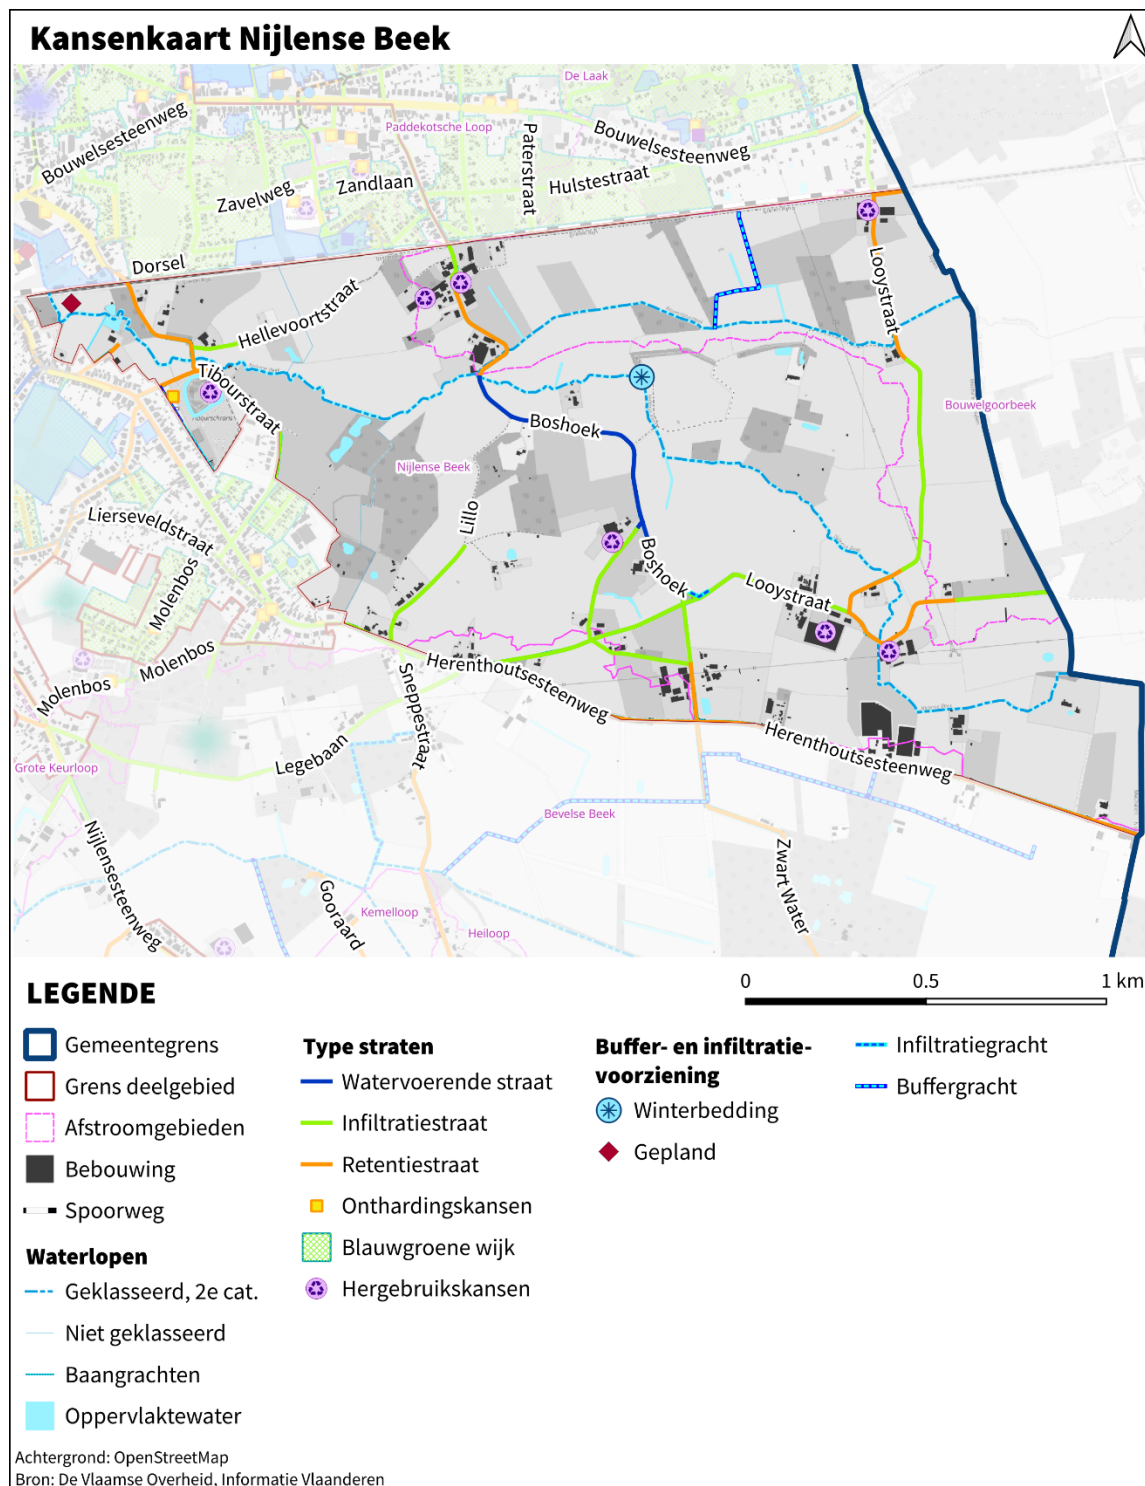 Kansenkaart Nijlense Beek
De Laak
Bouwelsesteenweg
Paddekotsche Loop
Paterstraat
Bouwelsesteenweg
Zandlaan
Hulstestraat
Zavelweg
Dorsel
Looystraat
Hellevoortstraat
Tiboutstraat
Boshoek
Bouwelgoorbeek
Nijlense Beek
Lillo
Lierseveldstraat
Molenbos
Boshoek
Looystraat
Molenbos
Molenbos
Herenthoutsesteenweg
Sneppestraat
Herenthoutsesteenweg
Legebaan
Grote Keurloop
Bevelse Beek
Nijlensesteenweg
Zwart Water
Gooraard
Kemelloop
Heiloop
LEGENDE
0 0.5 1 km
Gemeentegrens
Grens deelgebied
Afstroomgebieden
Bebouwing
Spoorweg
Waterlopen
Geklasseerd, 2e cat.
Niet geklasseerd
Baangrachten
Oppervlaktewater
Type straten
Watervoerende straat
Infiltratiestraat
Retentiestraat
Onthardingskansen
Blauwgroene wijk
Hergebruikskansen
Buffer- en infiltratie-
voorziening
Winterbedding
Gepland
Infiltratiegracht
Buffergracht
Achtergrond: OpenStreetMap
Bron: De Vlaamse Overheid, Informatie Vlaanderen